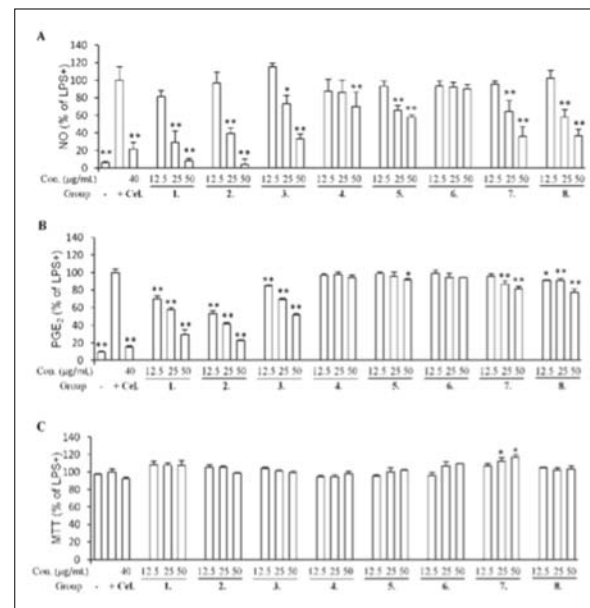 A
NO (% of LPS+)
140
120
100
80
60
40
20
0
** ** ** ** ** ** * ** ** ** ** ** ** ** **
40 12.5 25 50 12.5 25 50 12.5 25 50 12.5 25 50 12.5 25 50 12.5 25 50 12.5 25 50 12.5 25 50
Con. (µg/mL)
Group - + Cel. 1. 2. 3. 4. 5. 6. 7. 8.
B
PGE2 (% of LPS+)
140
120
100
80
60
40
20
0
** ** ** ** ** ** ** ** ** ** ** * ** ** * ** **
40 12.5 25 50 12.5 25 50 12.5 25 50 12.5 25 50 12.5 25 50 12.5 25 50 12.5 25 50 12.5 25 50
Con. (µg/mL)
Group - + Cel. 1. 2. 3. 4. 5. 6. 7. 8.
C
MTT (% of LPS+)
140
120
100
80
60
40
20
0
* *
40 12.5 25 50 12.5 25 50 12.5 25 50 12.5 25 50 12.5 25 50 12.5 25 50 12.5 25 50 12.5 25 50
Con. (µg/mL)
Group - + Cel. 1. 2. 3. 4. 5. 6. 7. 8.